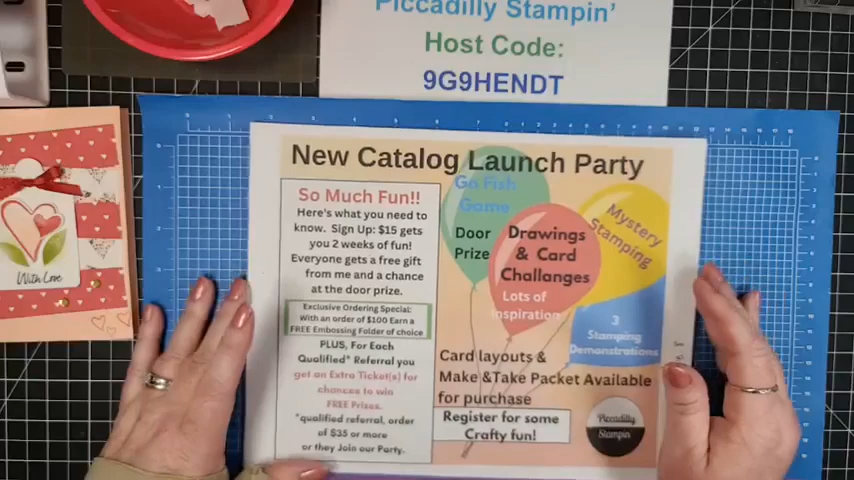 Piccadilly Stampin'
Host Code:
9G9HENDT
New Catalog Launch Party
So Much Fun!!
Here's what you need to
know. Sign Up: $15 gets
you 2 weeks of fun!
Everyone gets a free gift
from me and a chance
at the door prize.
Exclusive Ordering Special:
With an order of $100 Earn a
FREE Embossing Folder of choice
PLUS, For Each
Qualified* Referral you
get an Extra Ticket(s) for
chances to win
FREE Prizes.
*qualified referral, order
of $35 or more
or they Join our Party.
Go Fish
Game
Door
Prize
Drawings
& Card
Challanges
Lots of
Inspiration
Mystery
Stamping
3
Stamping
Demonstrations
Card layouts &
Make &Take Packet Available
for purchase
Register for some
Crafty fun!
Piccadilly
Stampin
With Love